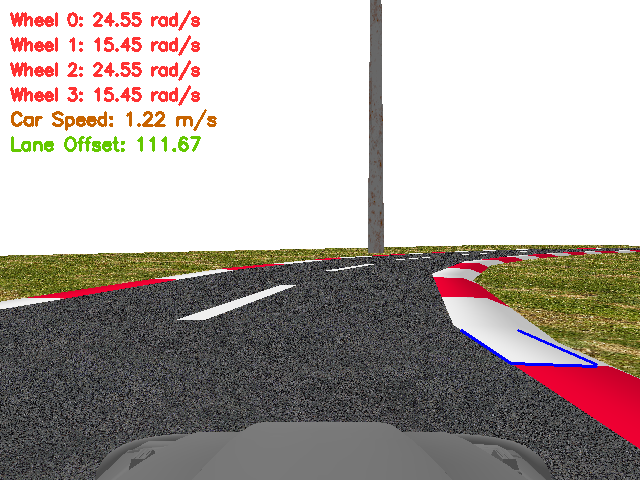 Wheel 0: 24.55 rad/s
Wheel 1: 15.45 rad/s
Wheel 2: 24.55 rad/s
Wheel 3: 15.45 rad/s
Car Speed: 1.22 m/s
Lane Offset: 111.67